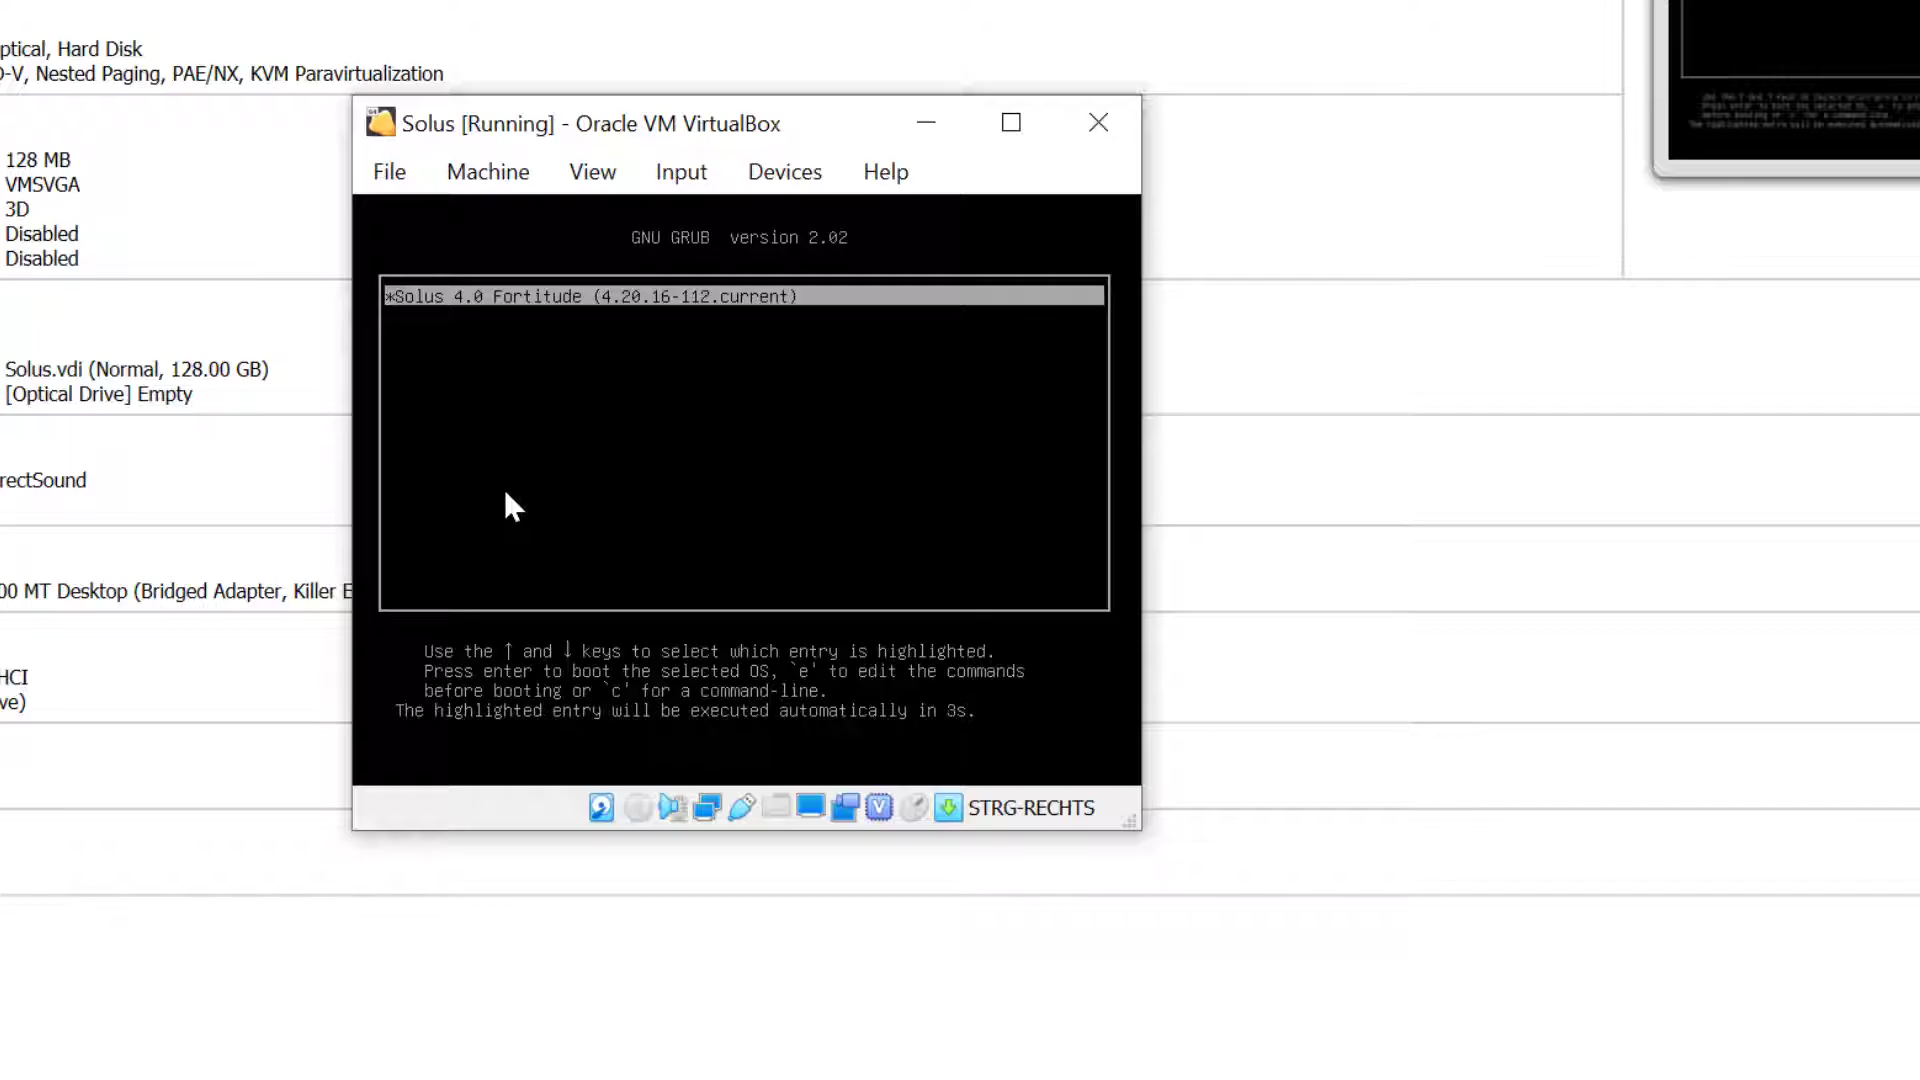 ptical, Hard Disk
D-V, Nested Paging, PAE/NX, KVM Paravirtualization
128 MB
VMSVGA
3D
Disabled
Disabled
Solus.vdi (Normal, 128.00 GB)
[Optical Drive] Empty
rectSound
00 MT Desktop (Bridged Adapter, Killer E
HCI
ve)
Solus [Running] - Oracle VM VirtualBox
File Machine View Input Devices Help
GNU GRUB version 2.02
*Solus 4.0 Fortitude (4.20.16-112.current)
Use the ↑ and ↓ keys to select which entry is highlighted.
Press enter to boot the selected OS, `e' to edit the commands
before booting or `c' for a command-line.
The highlighted entry will be executed automatically in 3s.
STRG-RECHTS